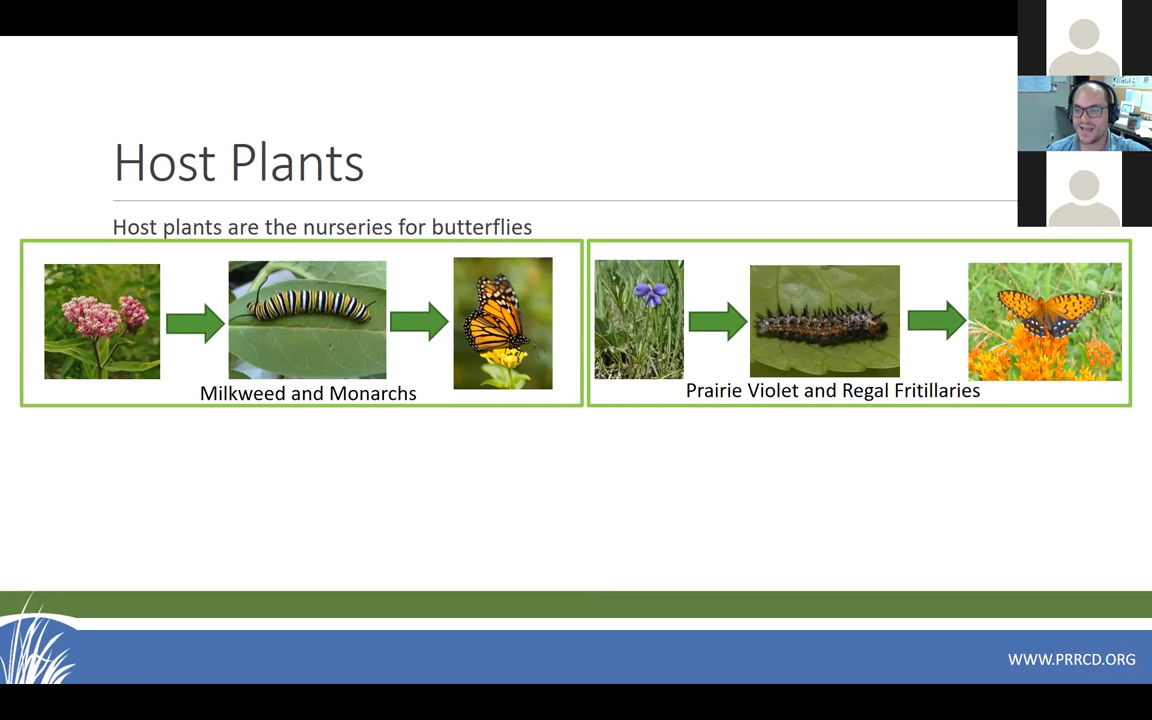 Host Plants
Host plants are the nurseries for butterflies
Milkweed and Monarchs
Prairie Violet and Regal Fritillaries
WWW.PRRCD.ORG